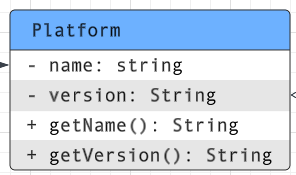 Platform
- name: string
- version: String
+ getName(): String
+ getVersion(): String